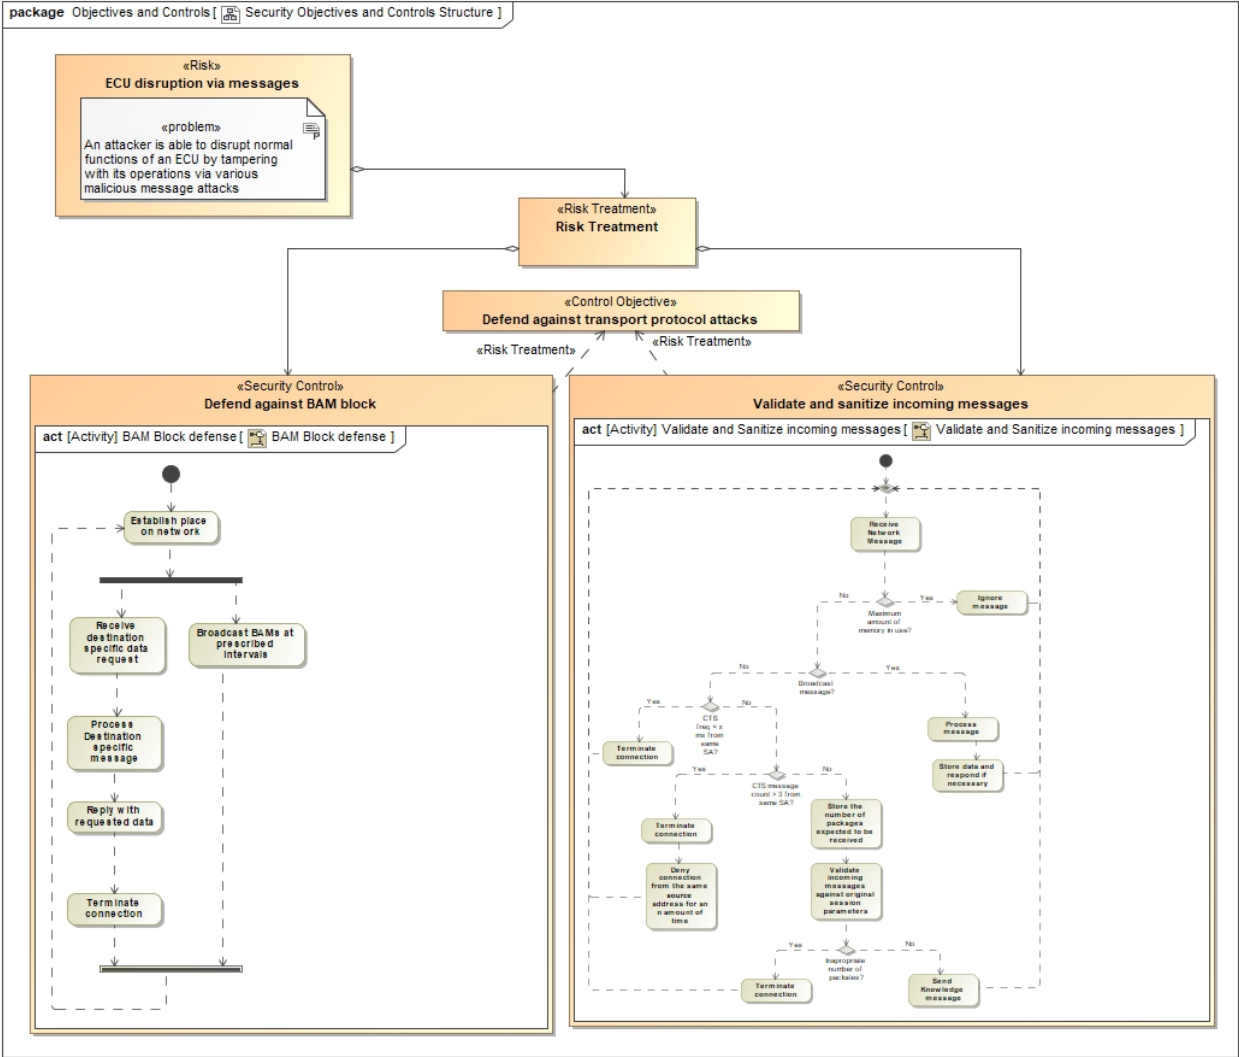 package Objectives and Controls [ Security Objectives and Controls Structure ]
«Risk»
ECU disruption via messages
«problem»
An attacker is able to disrupt normal
functions of an ECU by tampering
with its operations via various
malicious message attacks
«Risk Treatment»
Risk Treatment
«Control Objective»
Defend against transport protocol attacks
«Risk Treatment»
«Risk Treatment»
«Security Control»
Defend against BAM block
act [Activity] BAM Block defense [ BAM Block defense ]
Establish place
on network
Receive
destination
specific data
request
Broadcast BAMs at
prescribed
intervals
Process
Destination
specific
message
Reply with
requested data
Terminate
connection
«Security Control»
Validate and sanitize incoming messages
act [Activity] Validate and Sanitize incoming messages [ Validate and Sanitize incoming messages ]
Receive
Network
Message
No
Yes
Maximum
amount of
memory in use?
Ignore
message
No
Yes
Broadcast
message?
Yes
No
CTS
freq < x
ms from
same
SA?
Process
message
Terminate
connection
Store data and
respond if
necessary
Yes
No
CTS message
count > 3 from
same SA?
Store the
number of
packages
expected to be
received
Terminate
connection
Deny
connection
from the same
source
address for an
n amount of
time
Validate
incoming
messages
against original
session
parameters
Yes
No
Inapropriate
number of
packates?
Terminate
connection
Send
Knowledge
message